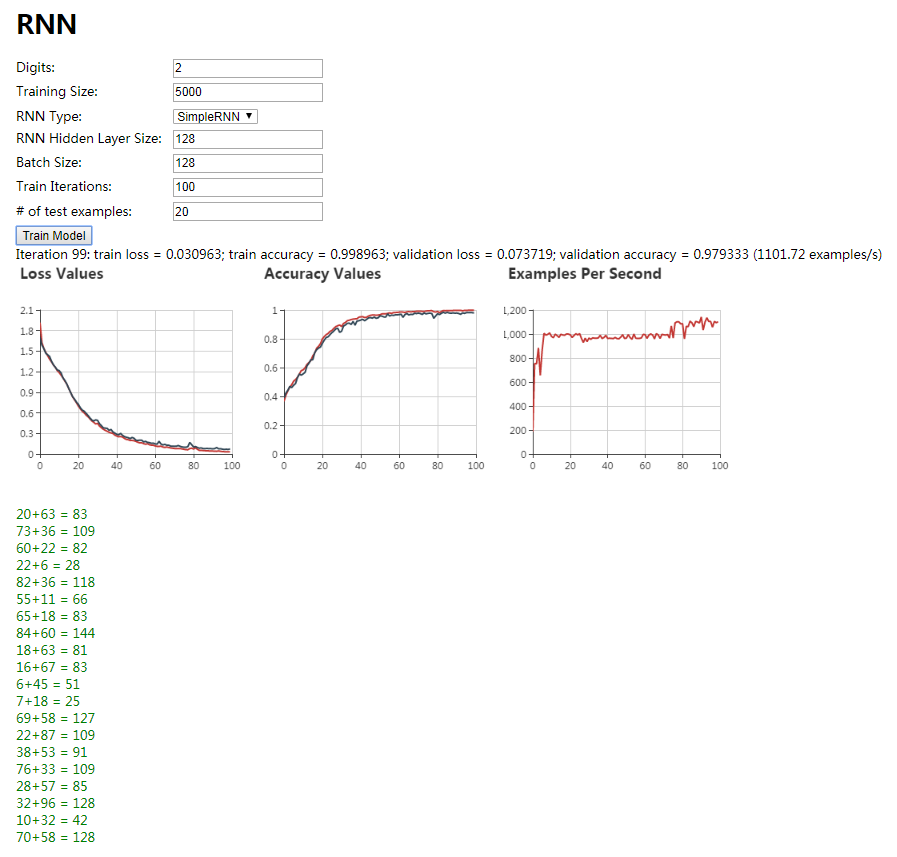 RNN
Digits: 2
Training Size: 5000
RNN Type: SimpleRNN ▼
RNN Hidden Layer Size: 128
Batch Size: 128
Train Iterations: 100
# of test examples: 20
Train Model
Iteration 99: train loss = 0.030963; train accuracy = 0.998963; validation loss = 0.073719; validation accuracy = 0.979333 (1101.72 examples/s)
Loss Values
2.1
1.8
1.5
1.2
0.9
0.6
0.3
0
0 20 40 60 80 100
Accuracy Values
1
0.8
0.6
0.4
0.2
0
0 20 40 60 80 100
Examples Per Second
1,200
1,000
800
600
400
200
0
0 20 40 60 80 100
20+63 = 83
73+36 = 109
60+22 = 82
22+6 = 28
82+36 = 118
55+11 = 66
65+18 = 83
84+60 = 144
18+63 = 81
16+67 = 83
6+45 = 51
7+18 = 25
69+58 = 127
22+87 = 109
38+53 = 91
76+33 = 109
28+57 = 85
32+96 = 128
10+32 = 42
70+58 = 128